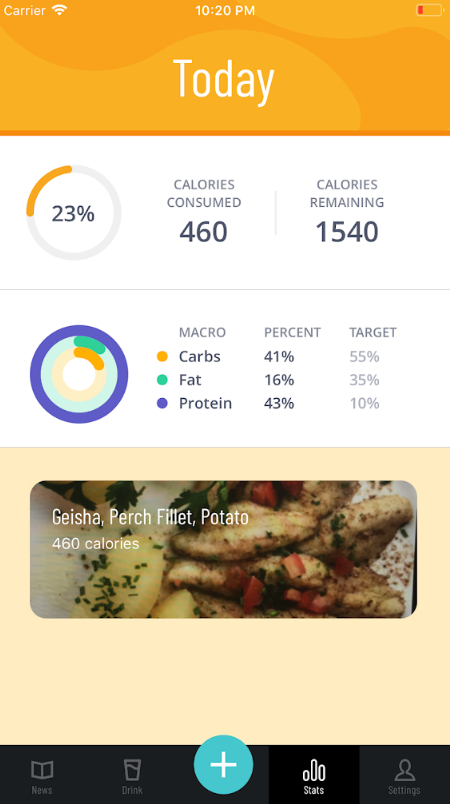 Carrier 10:20 PM
Today
23%
CALORIES
CONSUMED
460
CALORIES
REMAINING
1540
MACRO PERCENT TARGET
Carbs 41% 55%
Fat 16% 35%
Protein 43% 10%
Geisha, Perch Fillet, Potato
460 calories
News Drink Stats Settings